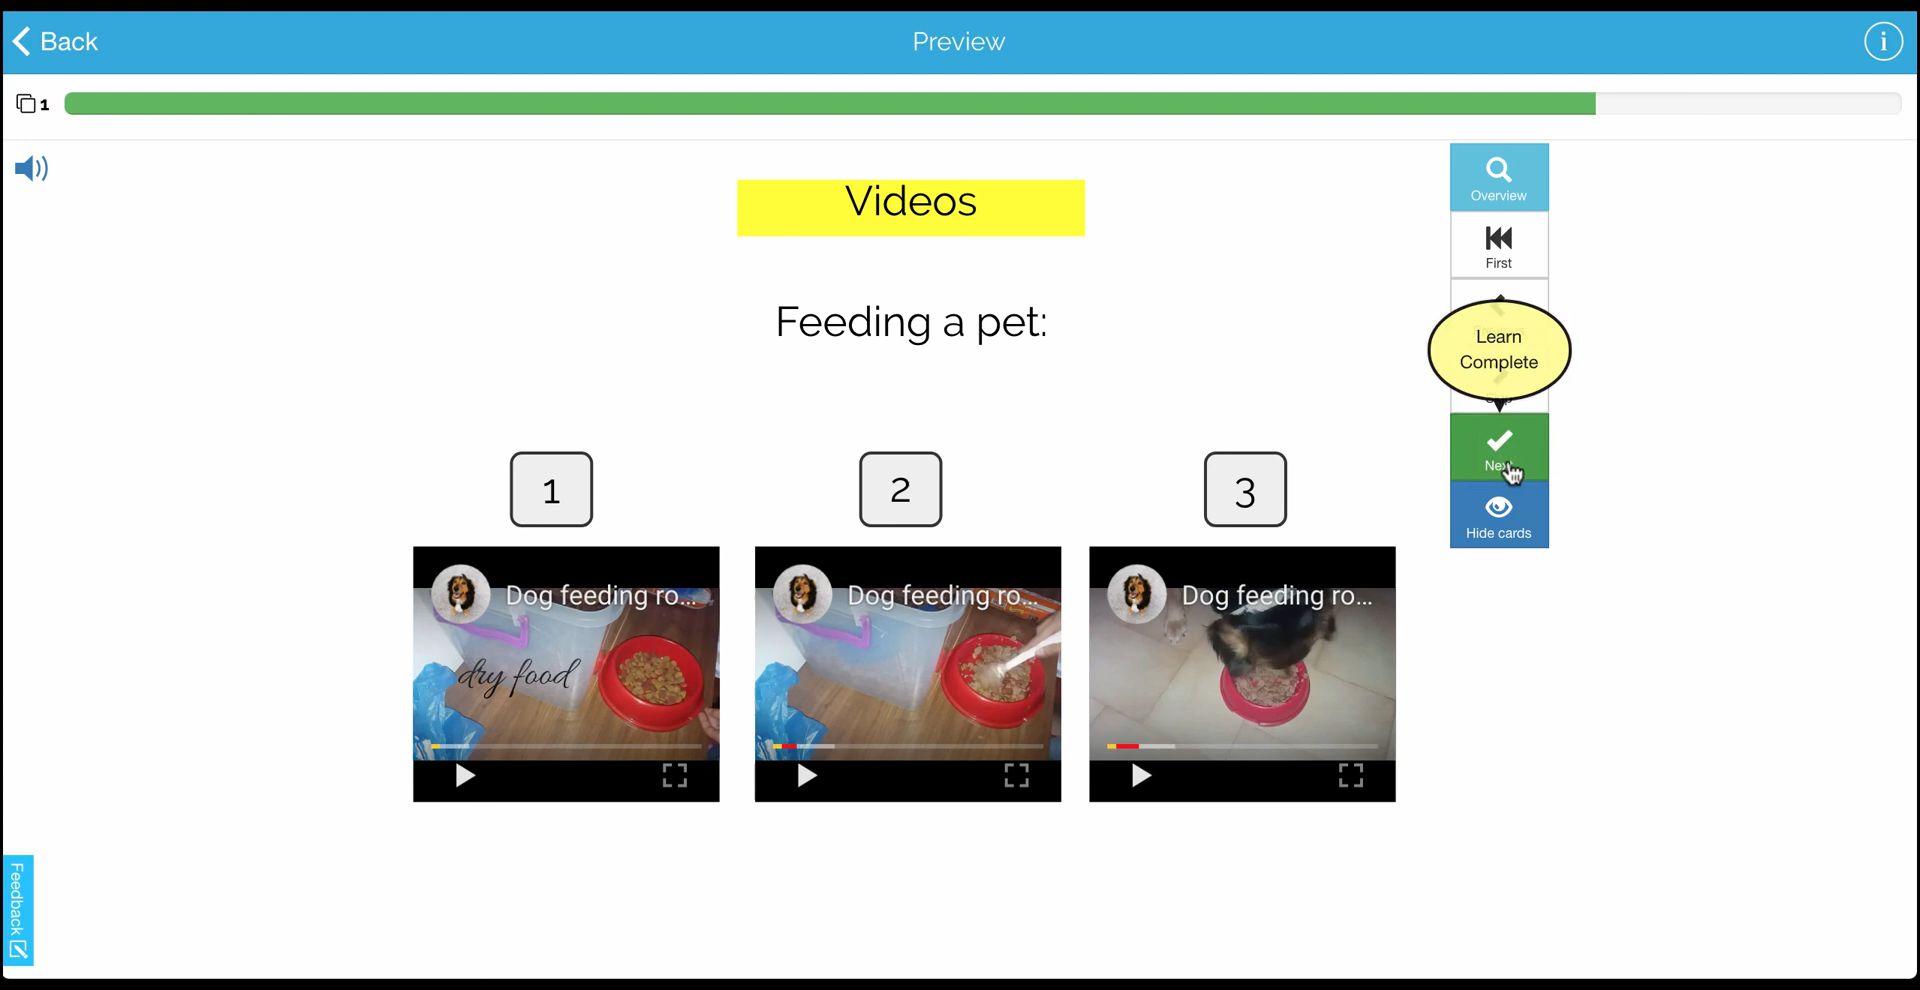 Back
Preview
i
1
Videos
Overview
First
Feeding a pet:
Learn
Complete
1
2
3
Hide cards
Dog feeding ro...
Dog feeding ro...
Dog feeding ro...
dry food
Feedback